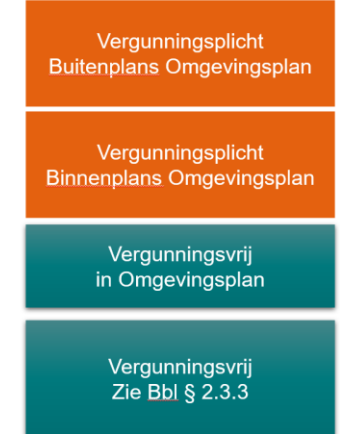 Vergunningsplicht
Buitenplans Omgevingsplan
Vergunningsplicht
Binnenplans Omgevingsplan
Vergunningsvrij
in Omgevingsplan
Vergunningsvrij
Zie Bbl § 2.3.3